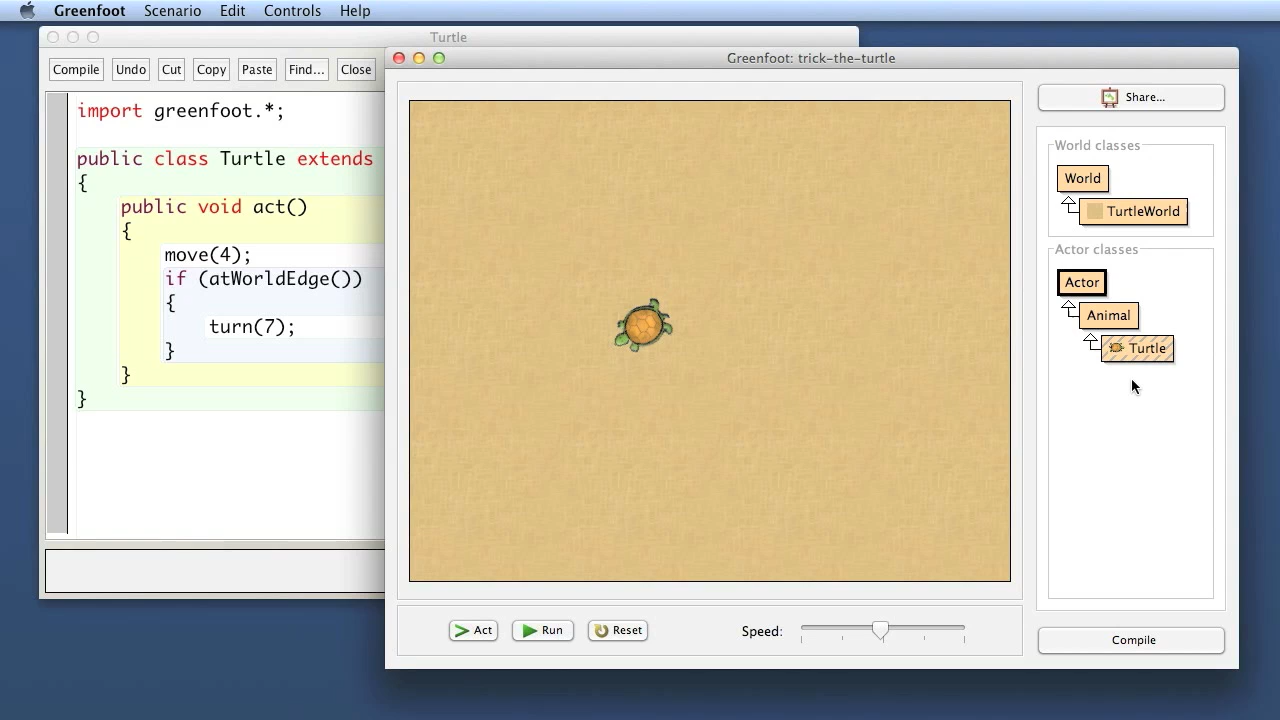 Greenfoot Scenario Edit Controls Help
Turtle
Compile Undo Cut Copy Paste Find... Close
import greenfoot.*;
public class Turtle extends
{
public void act()
{
move(4);
if (atWorldEdge())
{
turn(7);
}
}
}
Greenfoot: trick-the-turtle
Share...
World classes
World
TurtleWorld
Actor classes
Actor
Animal
Turtle
Act Run Reset Speed:
Compile